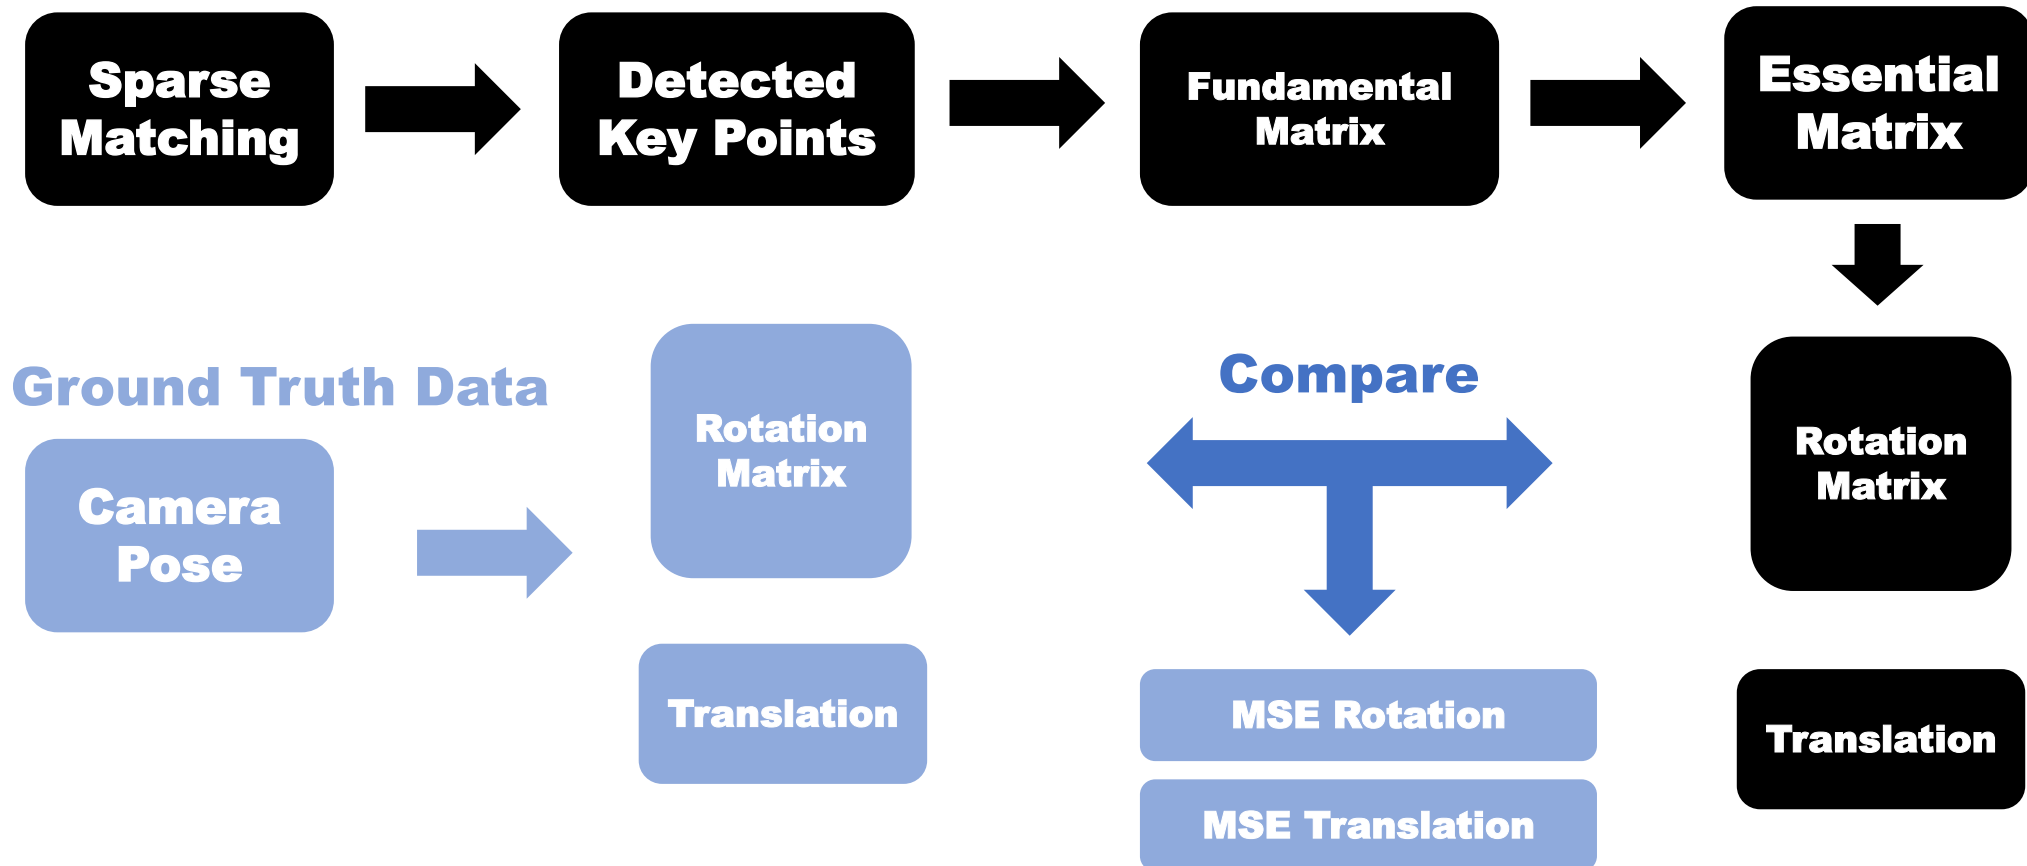 Sparse
Matching
Detected
Key Points
Fundamental
Matrix
Essential
Matrix
Ground Truth Data
Camera
Pose
Rotation
Matrix
Translation
Compare
MSE Rotation
MSE Translation
Rotation
Matrix
Translation